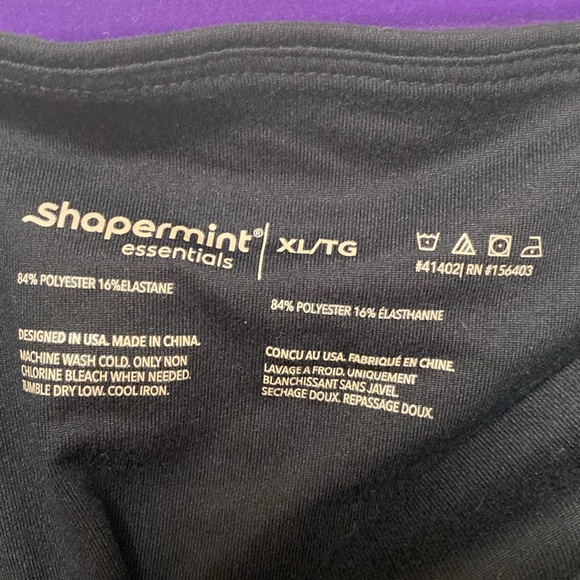 shapermint®
essentials
XL/TG
#41402| RN #156403
84% POLYESTER 16%ELASTANE
84% POLYESTER 16% ÉLASTHANNE
DESIGNED IN USA. MADE IN CHINA.
MACHINE WASH COLD. ONLY NON
CHLORINE BLEACH WHEN NEEDED.
TUMBLE DRY LOW. COOL IRON.
CONCU AU USA. FABRIQUÉ EN CHINE.
LAVAGE A FROID. UNIQUEMENT
BLANCHISSANT SANS JAVEL.
SECHAGE DOUX. REPASSAGE DOUX.